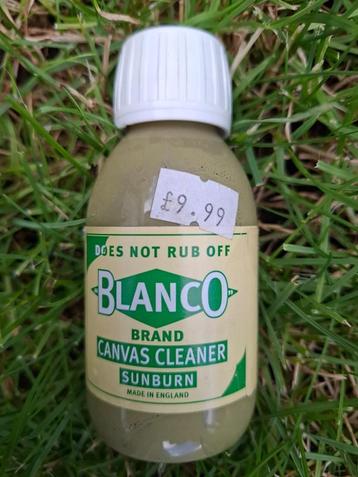 £9.99
DOES NOT RUB OFF
"BLANCO"
BRAND
CANVAS CLEANER
SUNBURN
MADE IN ENGLAND